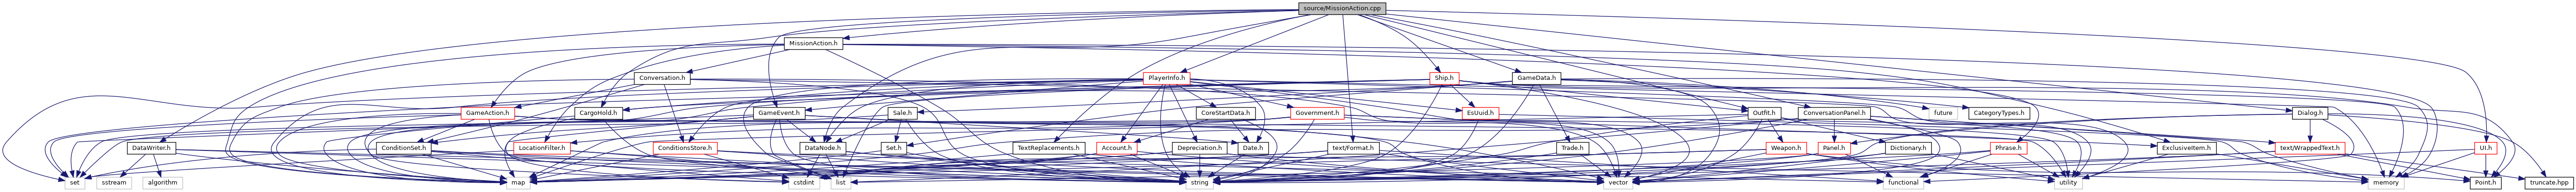 source/MissionAction.cpp
MissionAction.h
Conversation.h
PlayerInfo.h
Ship.h
GameData.h
GameAction.h
CargoHold.h
GameEvent.h
Sale.h
CoreStartData.h
Government.h
EsUuid.h
Outfit.h
ConversationPanel.h
future
CategoryTypes.h
Dialog.h
DataWriter.h
ConditionSet.h
LocationFilter.h
ConditionsStore.h
DataNode.h
Set.h
TextReplacements.h
Account.h
Depreciation.h
Date.h
text/Format.h
Trade.h
Weapon.h
Panel.h
Dictionary.h
Phrase.h
ExclusiveItem.h
text/WrappedText.h
UI.h
set
sstream
algorithm
map
cstdint
list
string
vector
functional
utility
memory
Point.h
truncate.hpp